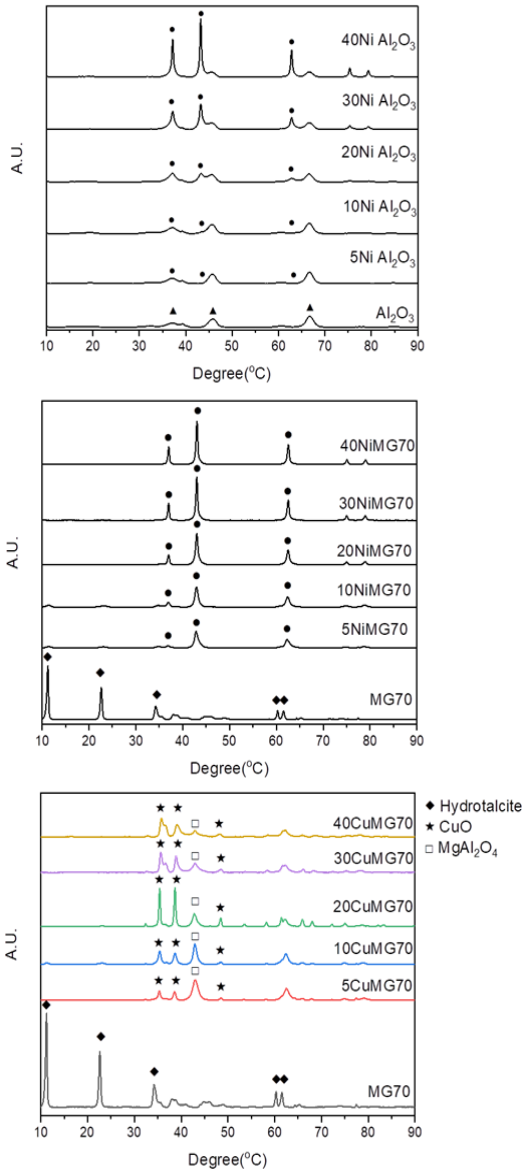 40Ni Al₂O₃
30Ni Al₂O₃
20Ni Al₂O₃
10Ni Al₂O₃
5Ni Al₂O₃
Al₂O₃
A.U.
10 20 30 40 50 60 70 80 90
Degree(°C)
40NiMG70
30NiMG70
20NiMG70
10NiMG70
5NiMG70
MG70
A.U.
10 20 30 40 50 60 70 80 90
Degree(°C)
Hydrotalcite
CuO
MgAl₂O₄
40CuMG70
30CuMG70
20CuMG70
10CuMG70
5CuMG70
MG70
A.U.
10 20 30 40 50 60 70 80 90
Degree(°C)